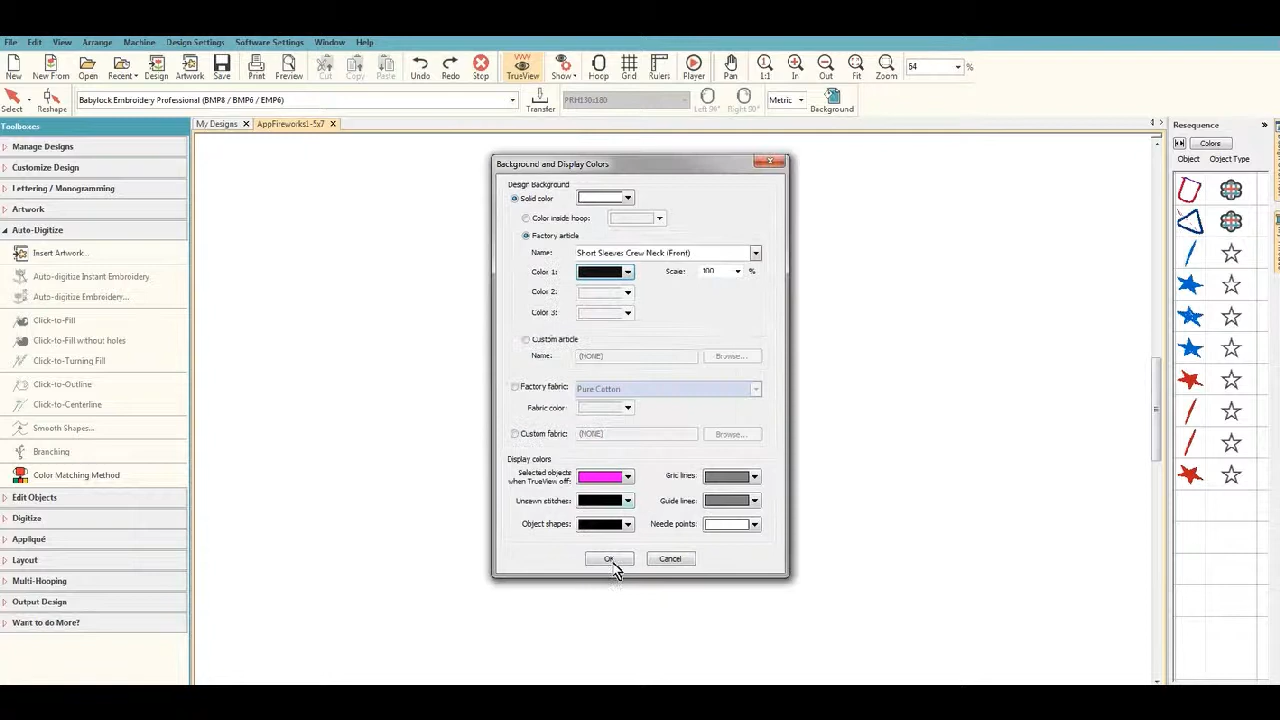 File Edit View Arrange Machine Design Settings Software Settings Window Help
New New From Open Recent Design Artwork Save Print Preview Cut Copy Paste Undo Redo Stop TrueView Show Hoop Grid Rulers Player Pan 1:1 In Out Fit Zoom 54 %
Select Reshape Babylock Embroidery Professional (BMP8 / BMP6 / EMP6) Transfer PRH130x180 Left 90° Right 90° Metric Background
Toolboxes
My Designs AppFireworks1-5x7
Resequence
Colors
Object Object Type
Manage Designs
Customize Design
Lettering / Monogramming
Artwork
Auto-Digitize
Insert Artwork...
Auto-digitize Instant Embroidery
Auto-digitize Embroidery...
Click-to-Fill
Click-to-Fill without holes
Click-to-Turning Fill
Click-to-Outline
Click-to-Centerline
Smooth Shapes...
Branching
Color Matching Method
Edit Objects
Digitize
Appliqué
Layout
Multi-Hooping
Output Design
Want to do More?
Background and Display Colors
Design Background
Solid color
Color inside hoop:
Factory article
Name: Short Sleeves Crew Neck (Front)
Color 1: Scale: 100 %
Color 2:
Color 3:
Custom article
Name: (NONE) Browse...
Factory fabric: Pure Cotton
Fabric color:
Custom fabric: (NONE) Browse...
Display colors
Selected objects
when TrueView off: Grid lines:
Unsewn stitches: Guide lines:
Object shapes: Needle points:
OK Cancel